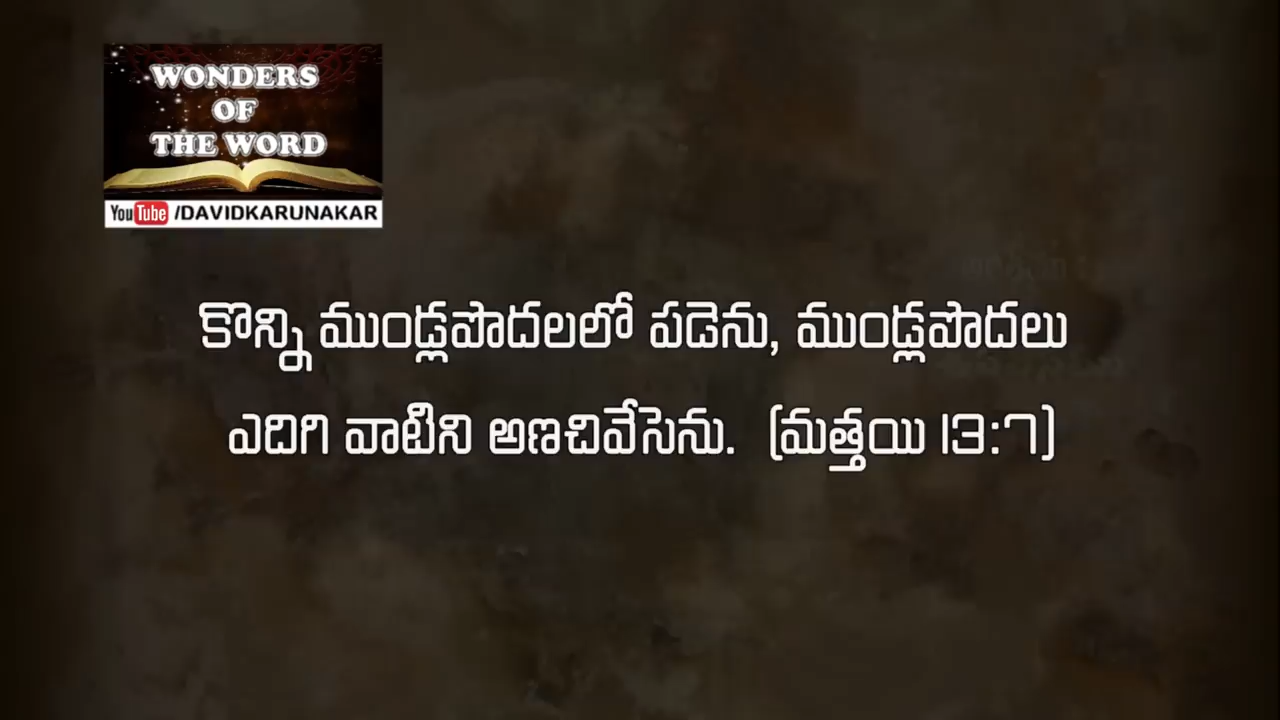 WONDERS
OF
THE WORD
YouTube /DAVIDKARUNAKAR
కొన్ని ముండ్లపొదలలో పడెను, ముండ్లపొదలు
ఎదిగి వాటిని అణచివేసెను. (మత్తయి 13:7)